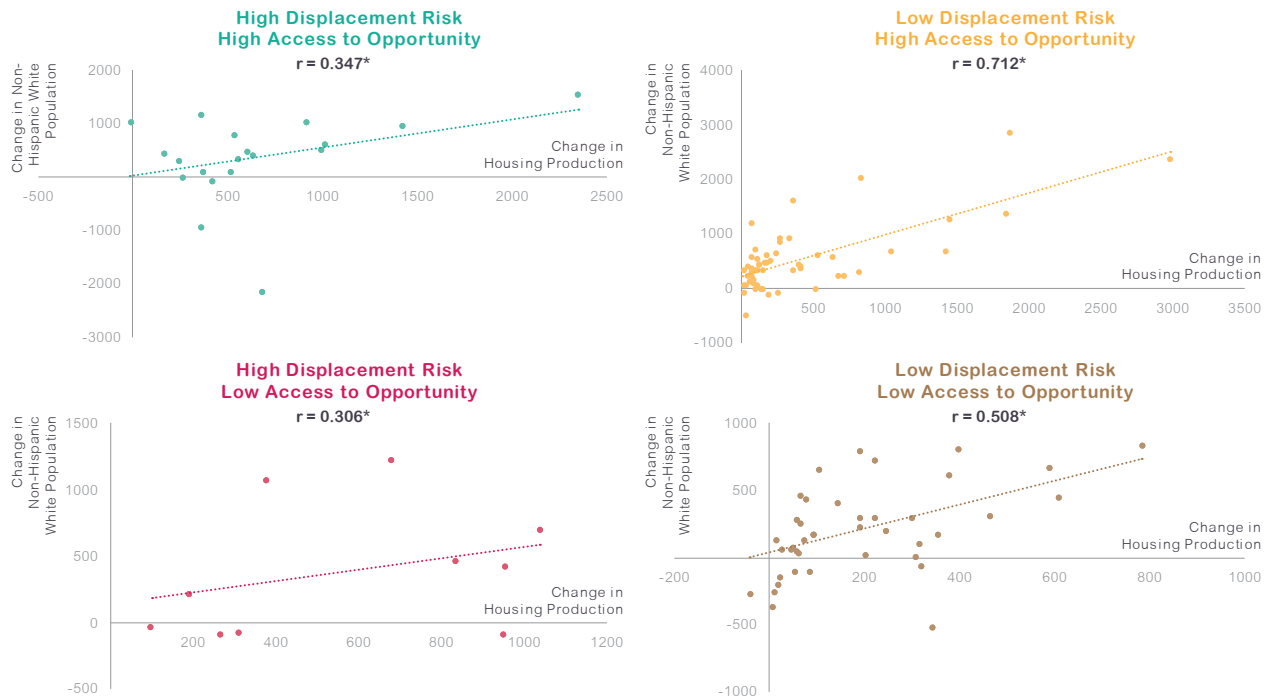 High Displacement Risk
High Access to Opportunity
r = 0.347*
Change in Non-
Hispanic White
Population
2000
1000
0
-1000
-2000
-3000
-500
500
1000
1500
2000
2500
Change in
Housing Production
Low Displacement Risk
High Access to Opportunity
r = 0.712*
Change in
Non-Hispanic
White Population
4000
3000
2000
1000
0
-1000
500
1000
1500
2000
2500
3000
3500
Change in
Housing Production
High Displacement Risk
Low Access to Opportunity
r = 0.306*
Change in
Non-Hispanic
White Population
1500
1000
500
0
-500
200
400
600
800
1000
1200
Change in
Housing Production
Low Displacement Risk
Low Access to Opportunity
r = 0.508*
Change in
Non-Hispanic
White Population
1000
500
0
-500
-1000
-200
200
400
600
800
1000
Change in
Housing Production